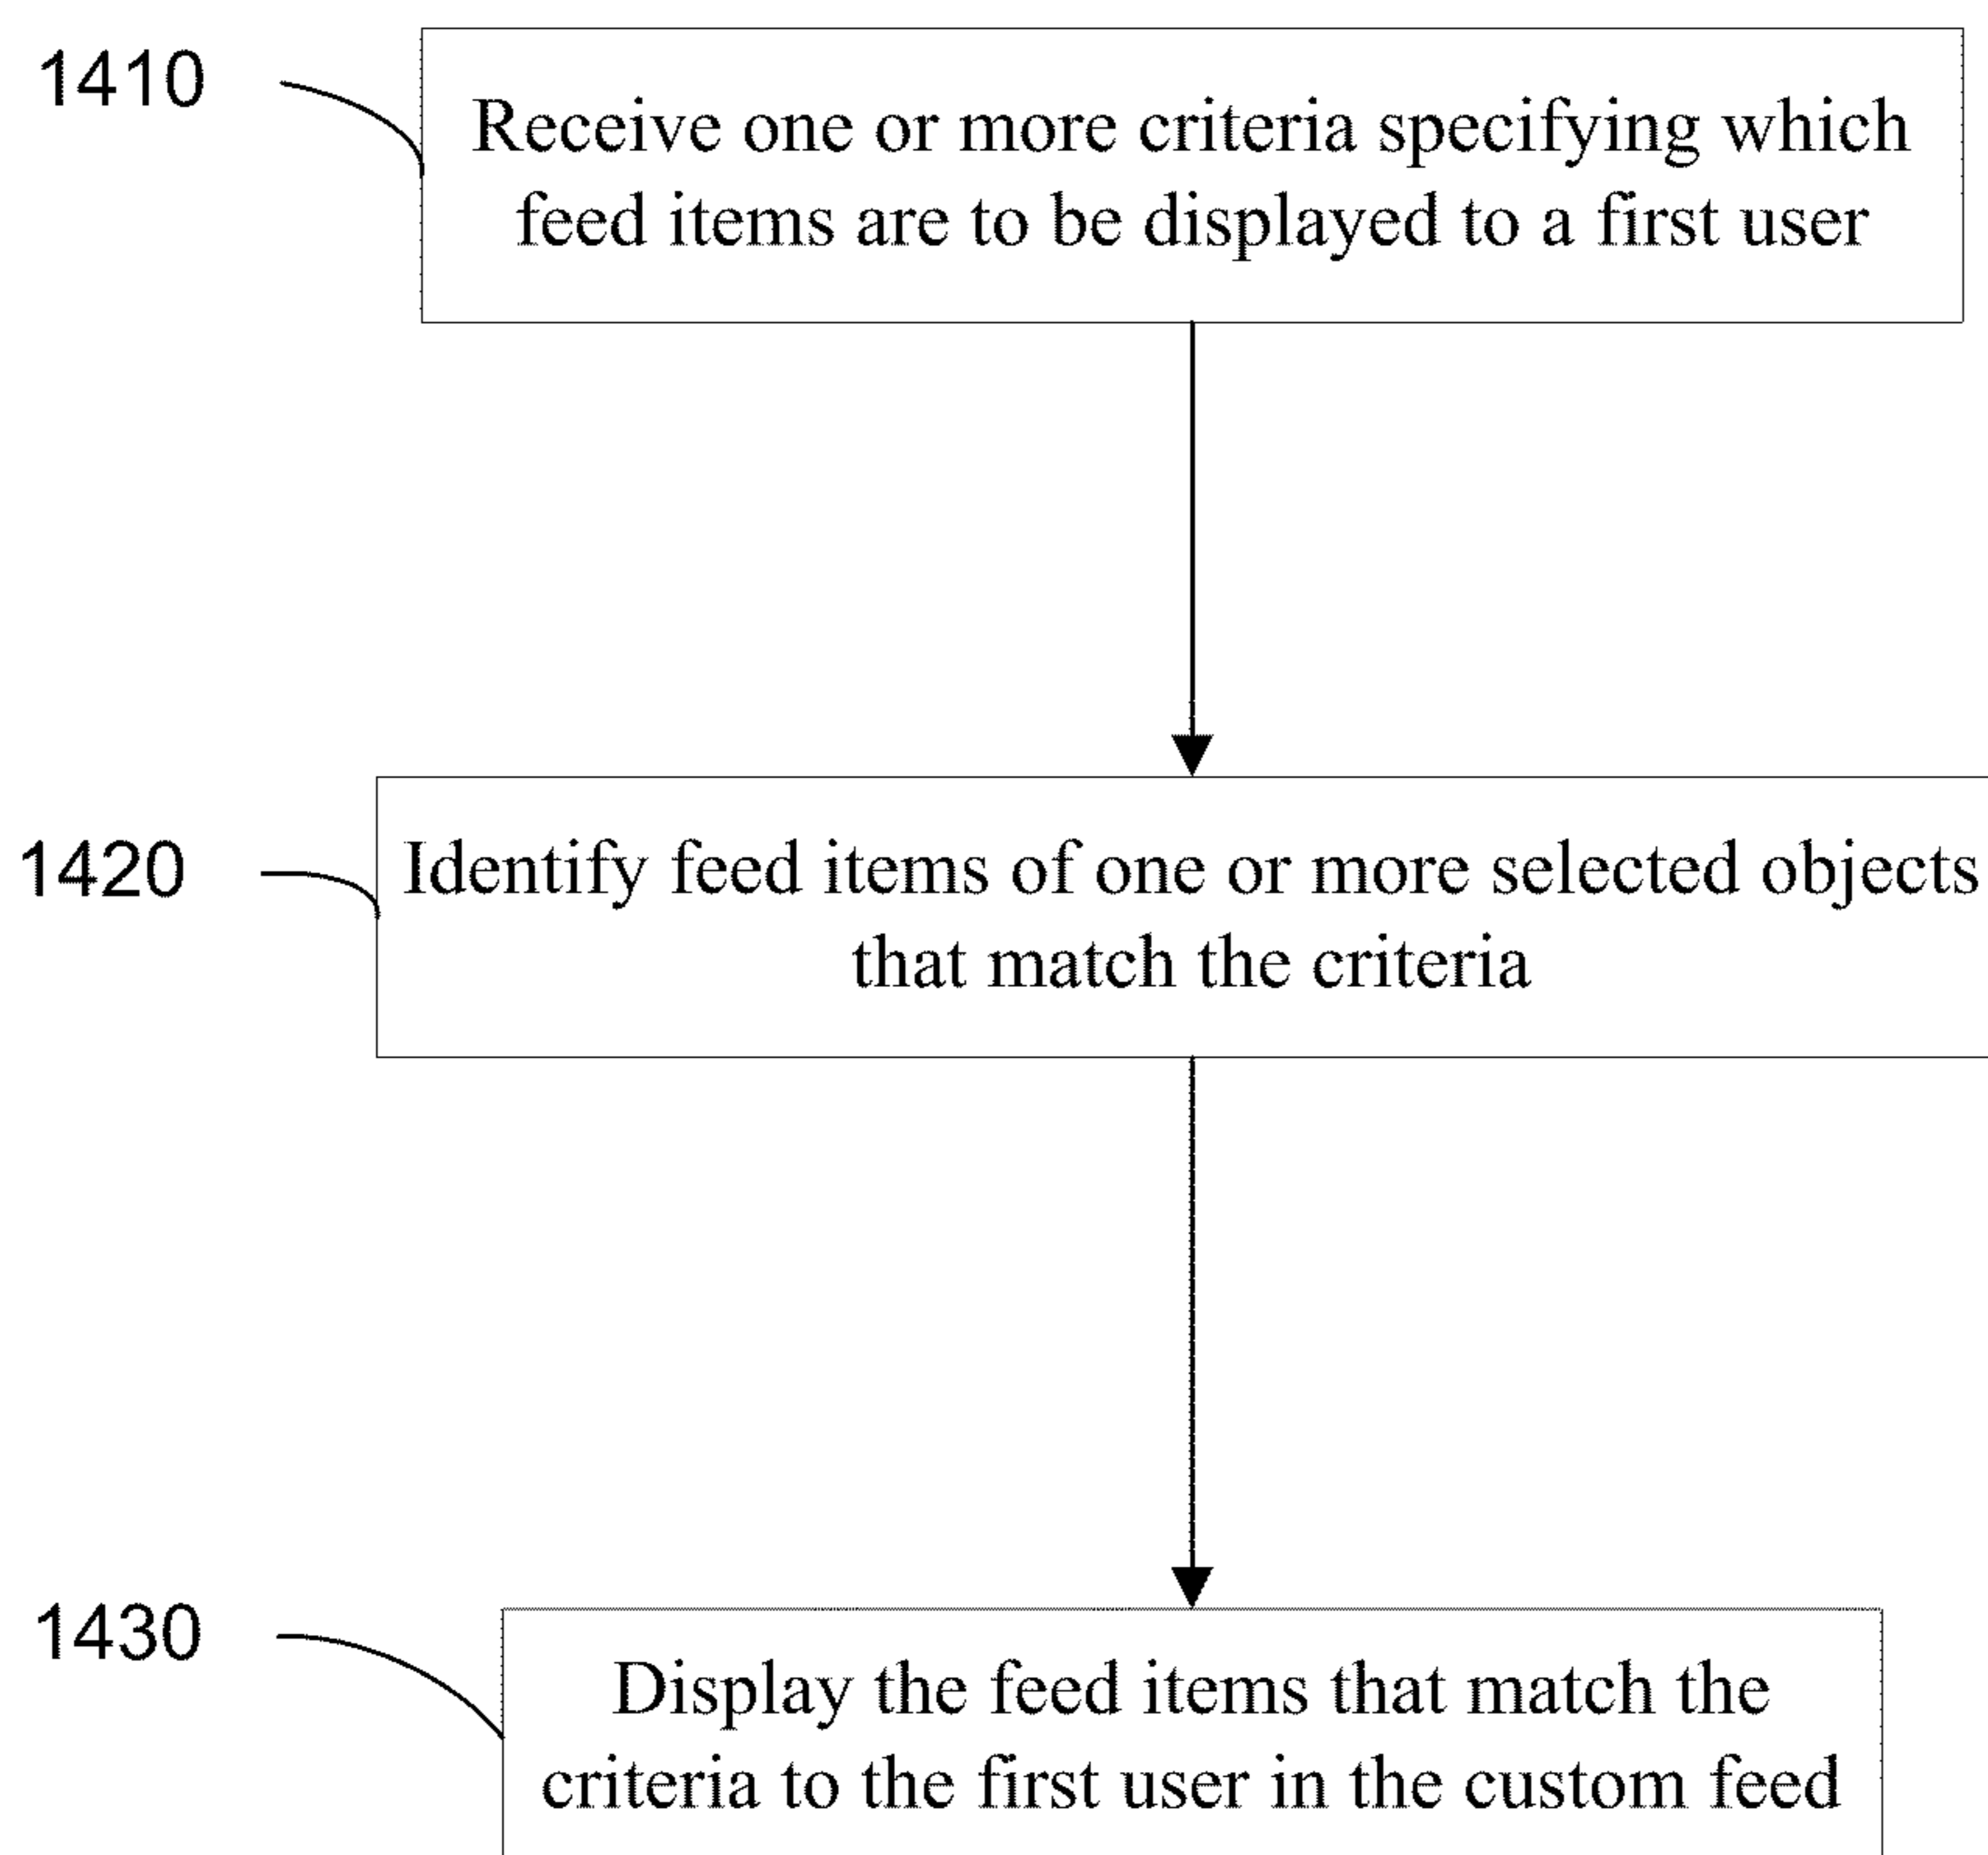 1410
Receive one or more criteria specifying which
feed items are to be displayed to a first user
1420
Identify feed items of one or more selected objects
that match the criteria
1430
Display the feed items that match the
criteria to the first user in the custom feed